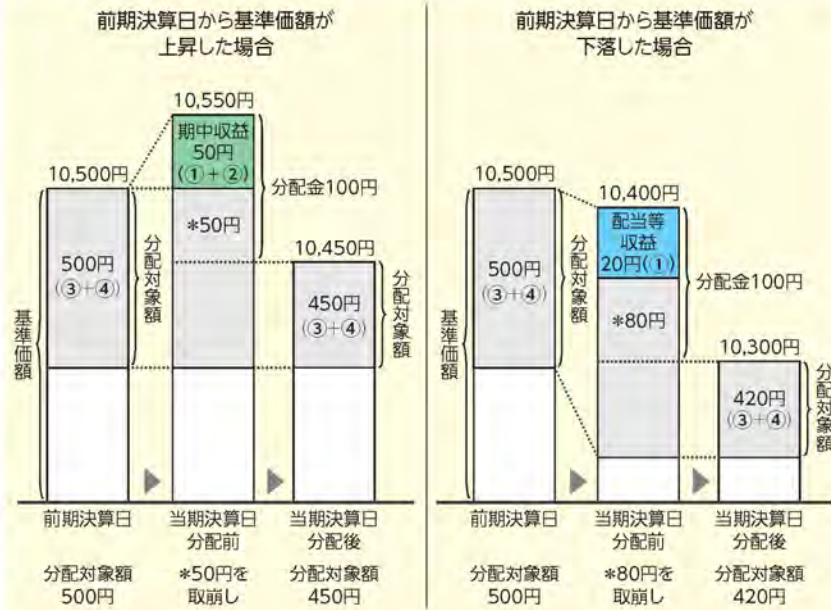 前期決算日から基準価額が
上昇した場合
10,550円
期中収益
50円
(①+②)
10,500円
分配金100円
*50円
10,450円
500円
(③+④)
分配対象額
450円
(③+④)
分配対象額
基準価額
前期決算日
当期決算日
分配前
当期決算日
分配後
分配対象額
500円
*50円を
取崩し
分配対象額
450円
前期決算日から基準価額が
下落した場合
10,500円
10,400円
配当等
収益
20円(①)
500円
(③+④)
分配対象額
分配金100円
*80円
10,300円
基準価額
420円
(③+④)
分配対象額
前期決算日
当期決算日
分配前
当期決算日
分配後
分配対象額
500円
*80円を
取崩し
分配対象額
420円